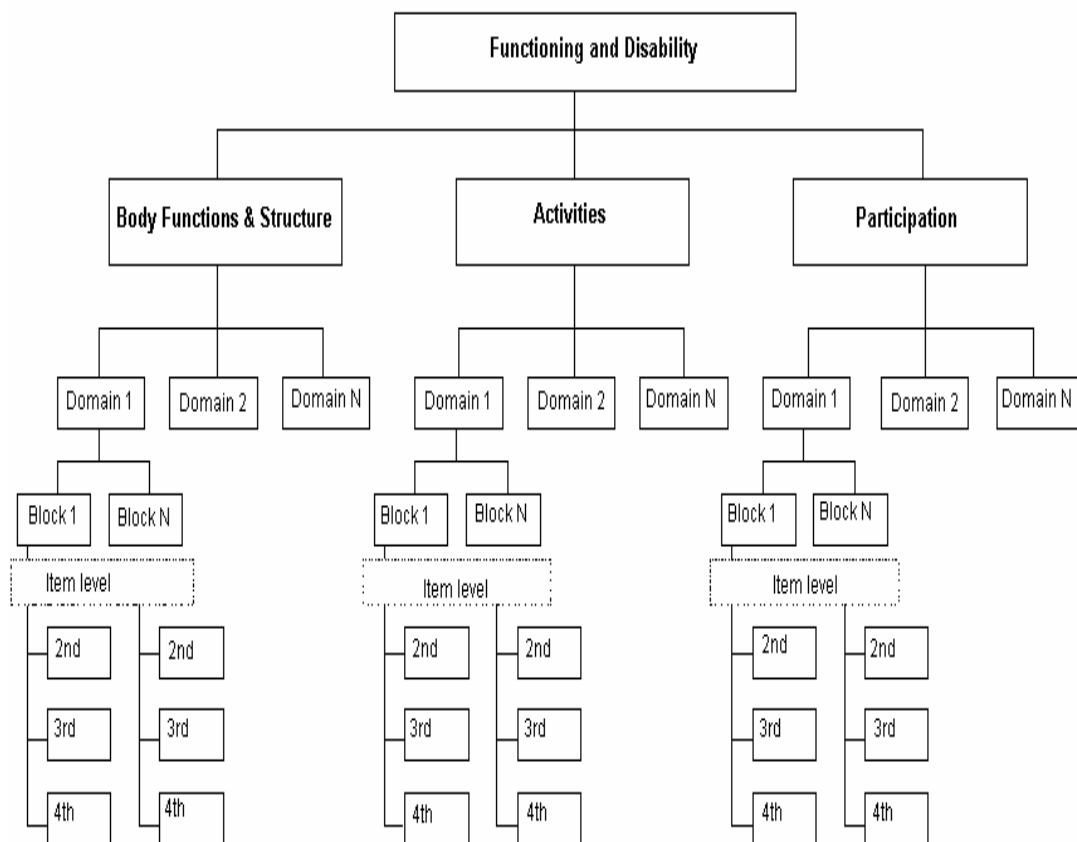 Functioning and Disability
Body Functions & Structure
Activities
Participation
Domain 1
Domain 2
Domain N
Domain 1
Domain 2
Domain N
Domain 1
Domain 2
Domain N
Block 1
Block N
Block 1
Block N
Block 1
Block N
Item level
Item level
Item level
2nd
2nd
2nd
2nd
2nd
2nd
3rd
3rd
3rd
3rd
3rd
3rd
4th
4th
4th
4th
4th
4th